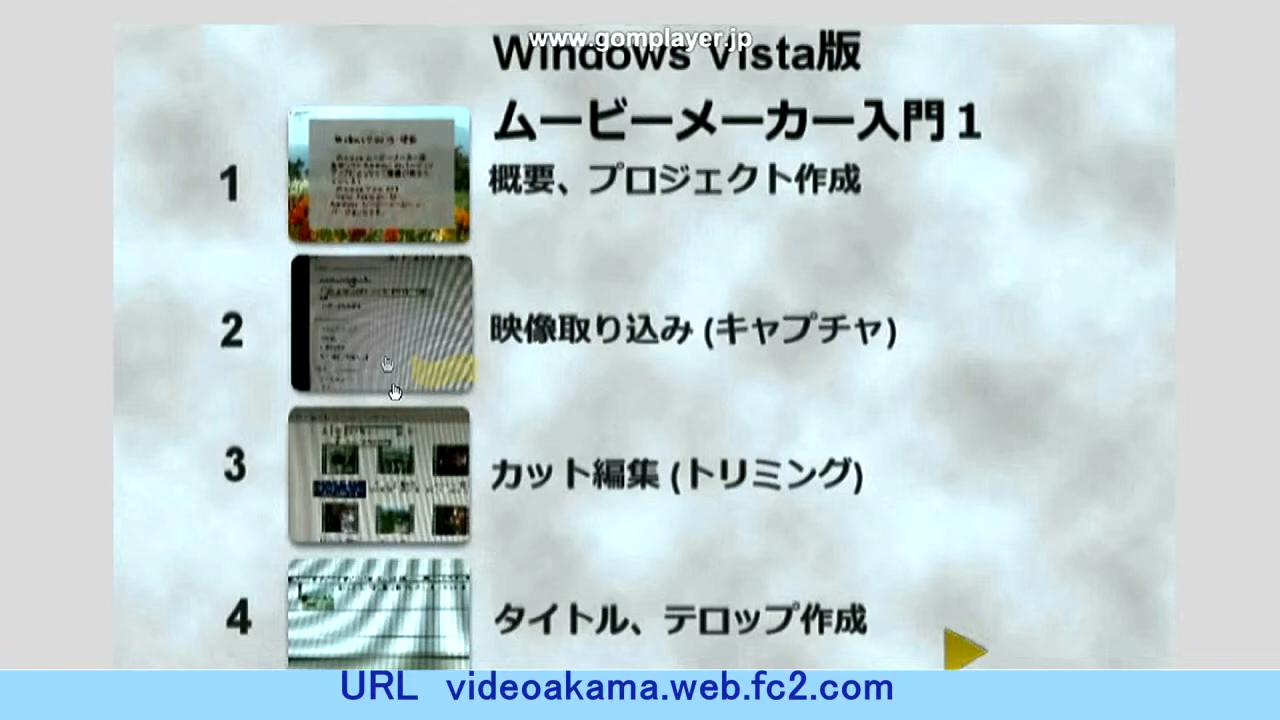 www.gomplayer.jp
Windows Vista版
ムービーメーカー入門1
1
概要、プロジェクト作成
2
映像取り込み (キャプチャ)
3
カット編集 (トリミング)
4
タイトル、テロップ作成
URL videoakama.web.fc2.com